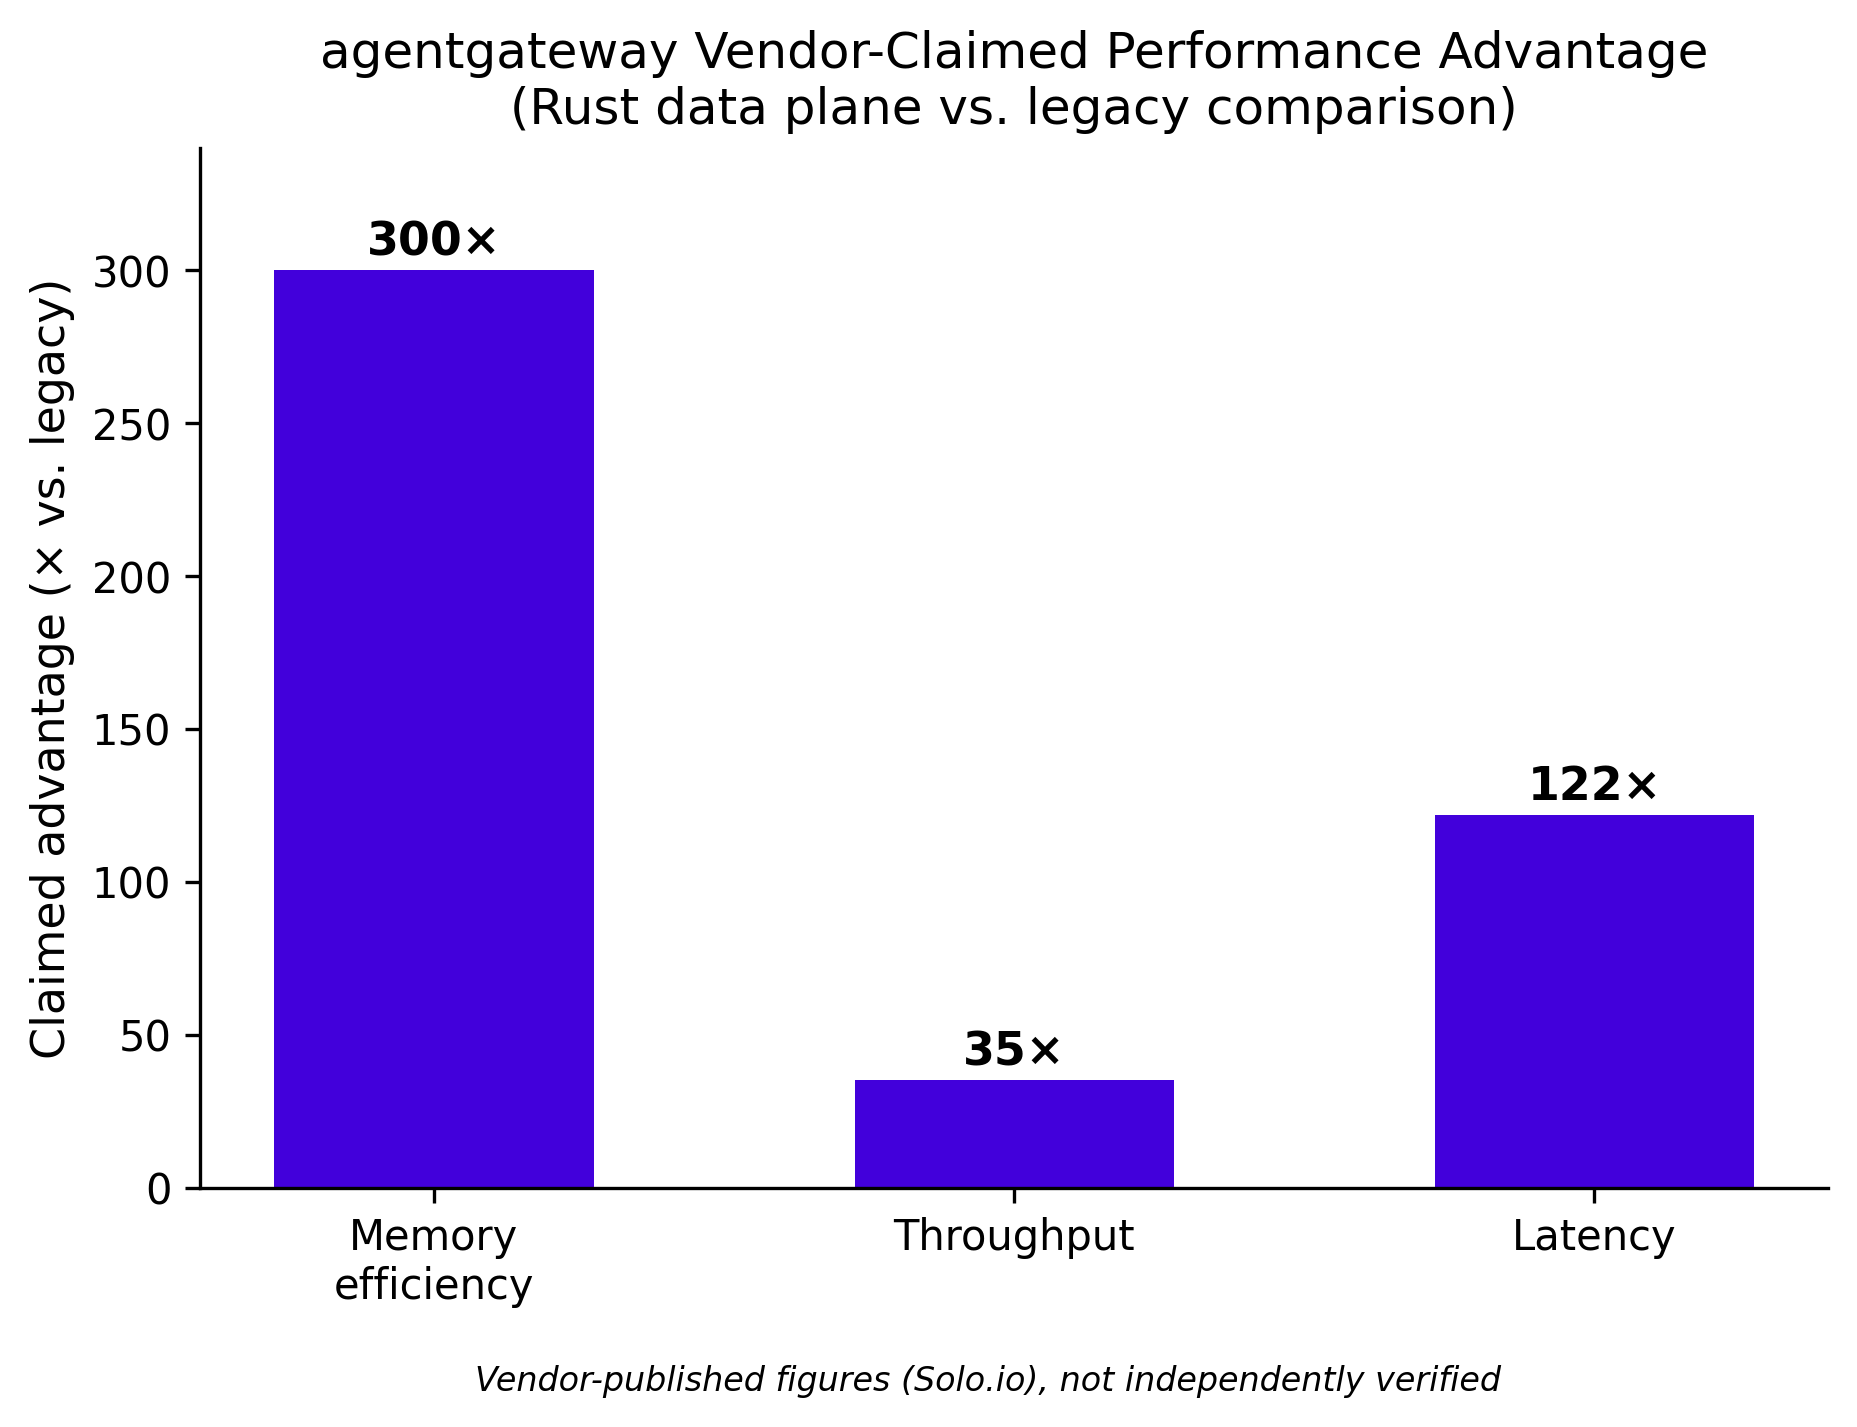 agentgateway Vendor-Claimed Performance Advantage
(Rust data plane vs. legacy comparison)
Claimed advantage (× vs. legacy)
300
250
200
150
100
50
0
300×
35×
122×
Memory
efficiency
Throughput
Latency
Vendor-published figures (Solo.io), not independently verified